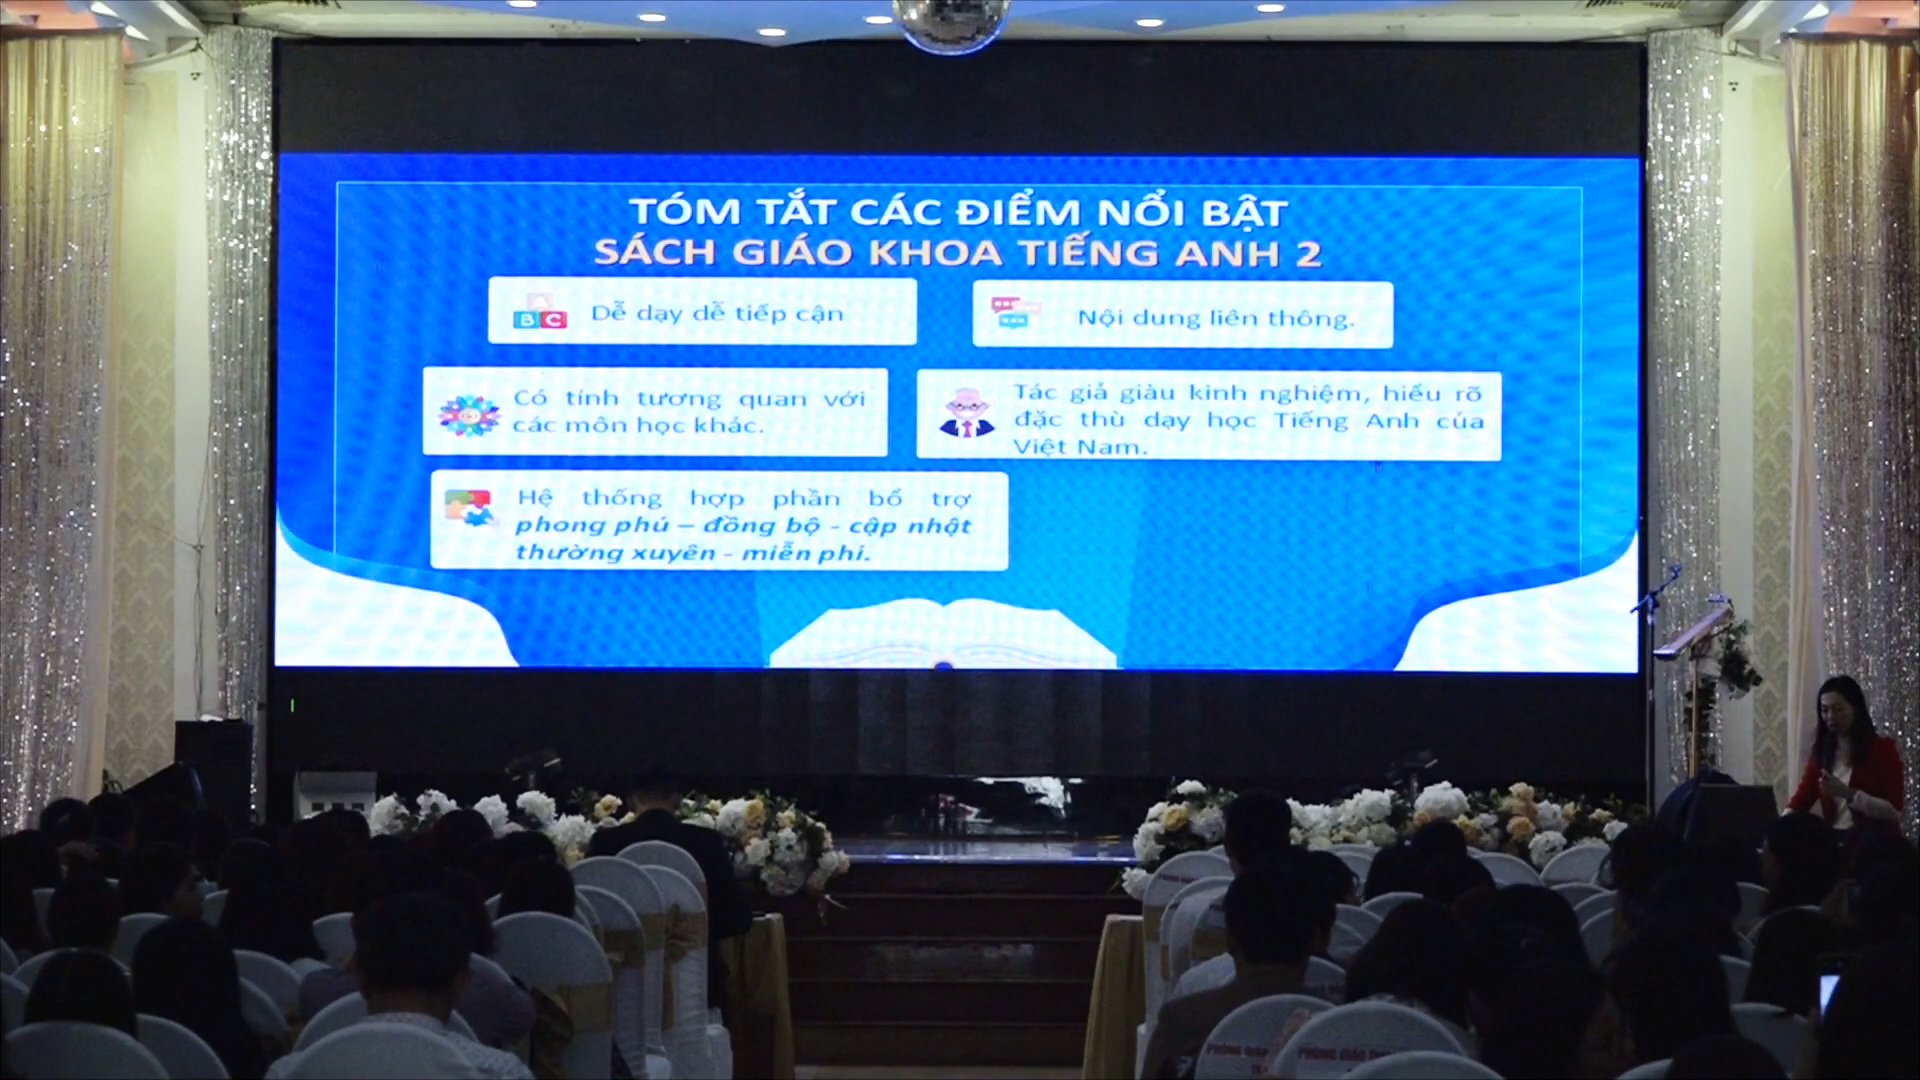 TÓM TẮT CÁC ĐIỂM NỔI BẬT
SÁCH GIÁO KHOA TIẾNG ANH 2
A
B C
Dễ dạy dễ tiếp cận
Nội dung liên thông.
Có tính tương quan với
các môn học khác.
Tác giả giàu kinh nghiệm, hiểu rõ
đặc thù dạy học Tiếng Anh của
Việt Nam.
Hệ thống hợp phần bổ trợ
phong phú – đồng bộ - cập nhật
thường xuyên - miễn phí.